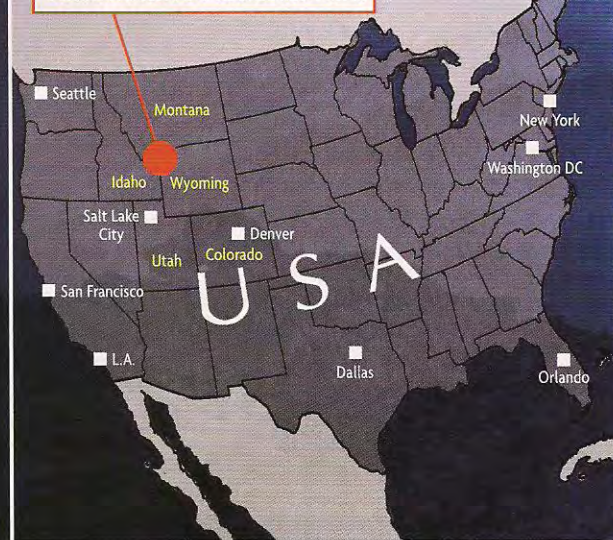 Seattle
Montana
New York
Washington DC
Idaho
Wyoming
Salt Lake
City
Denver
Utah
Colorado
USA
San Francisco
L.A.
Dallas
Orlando